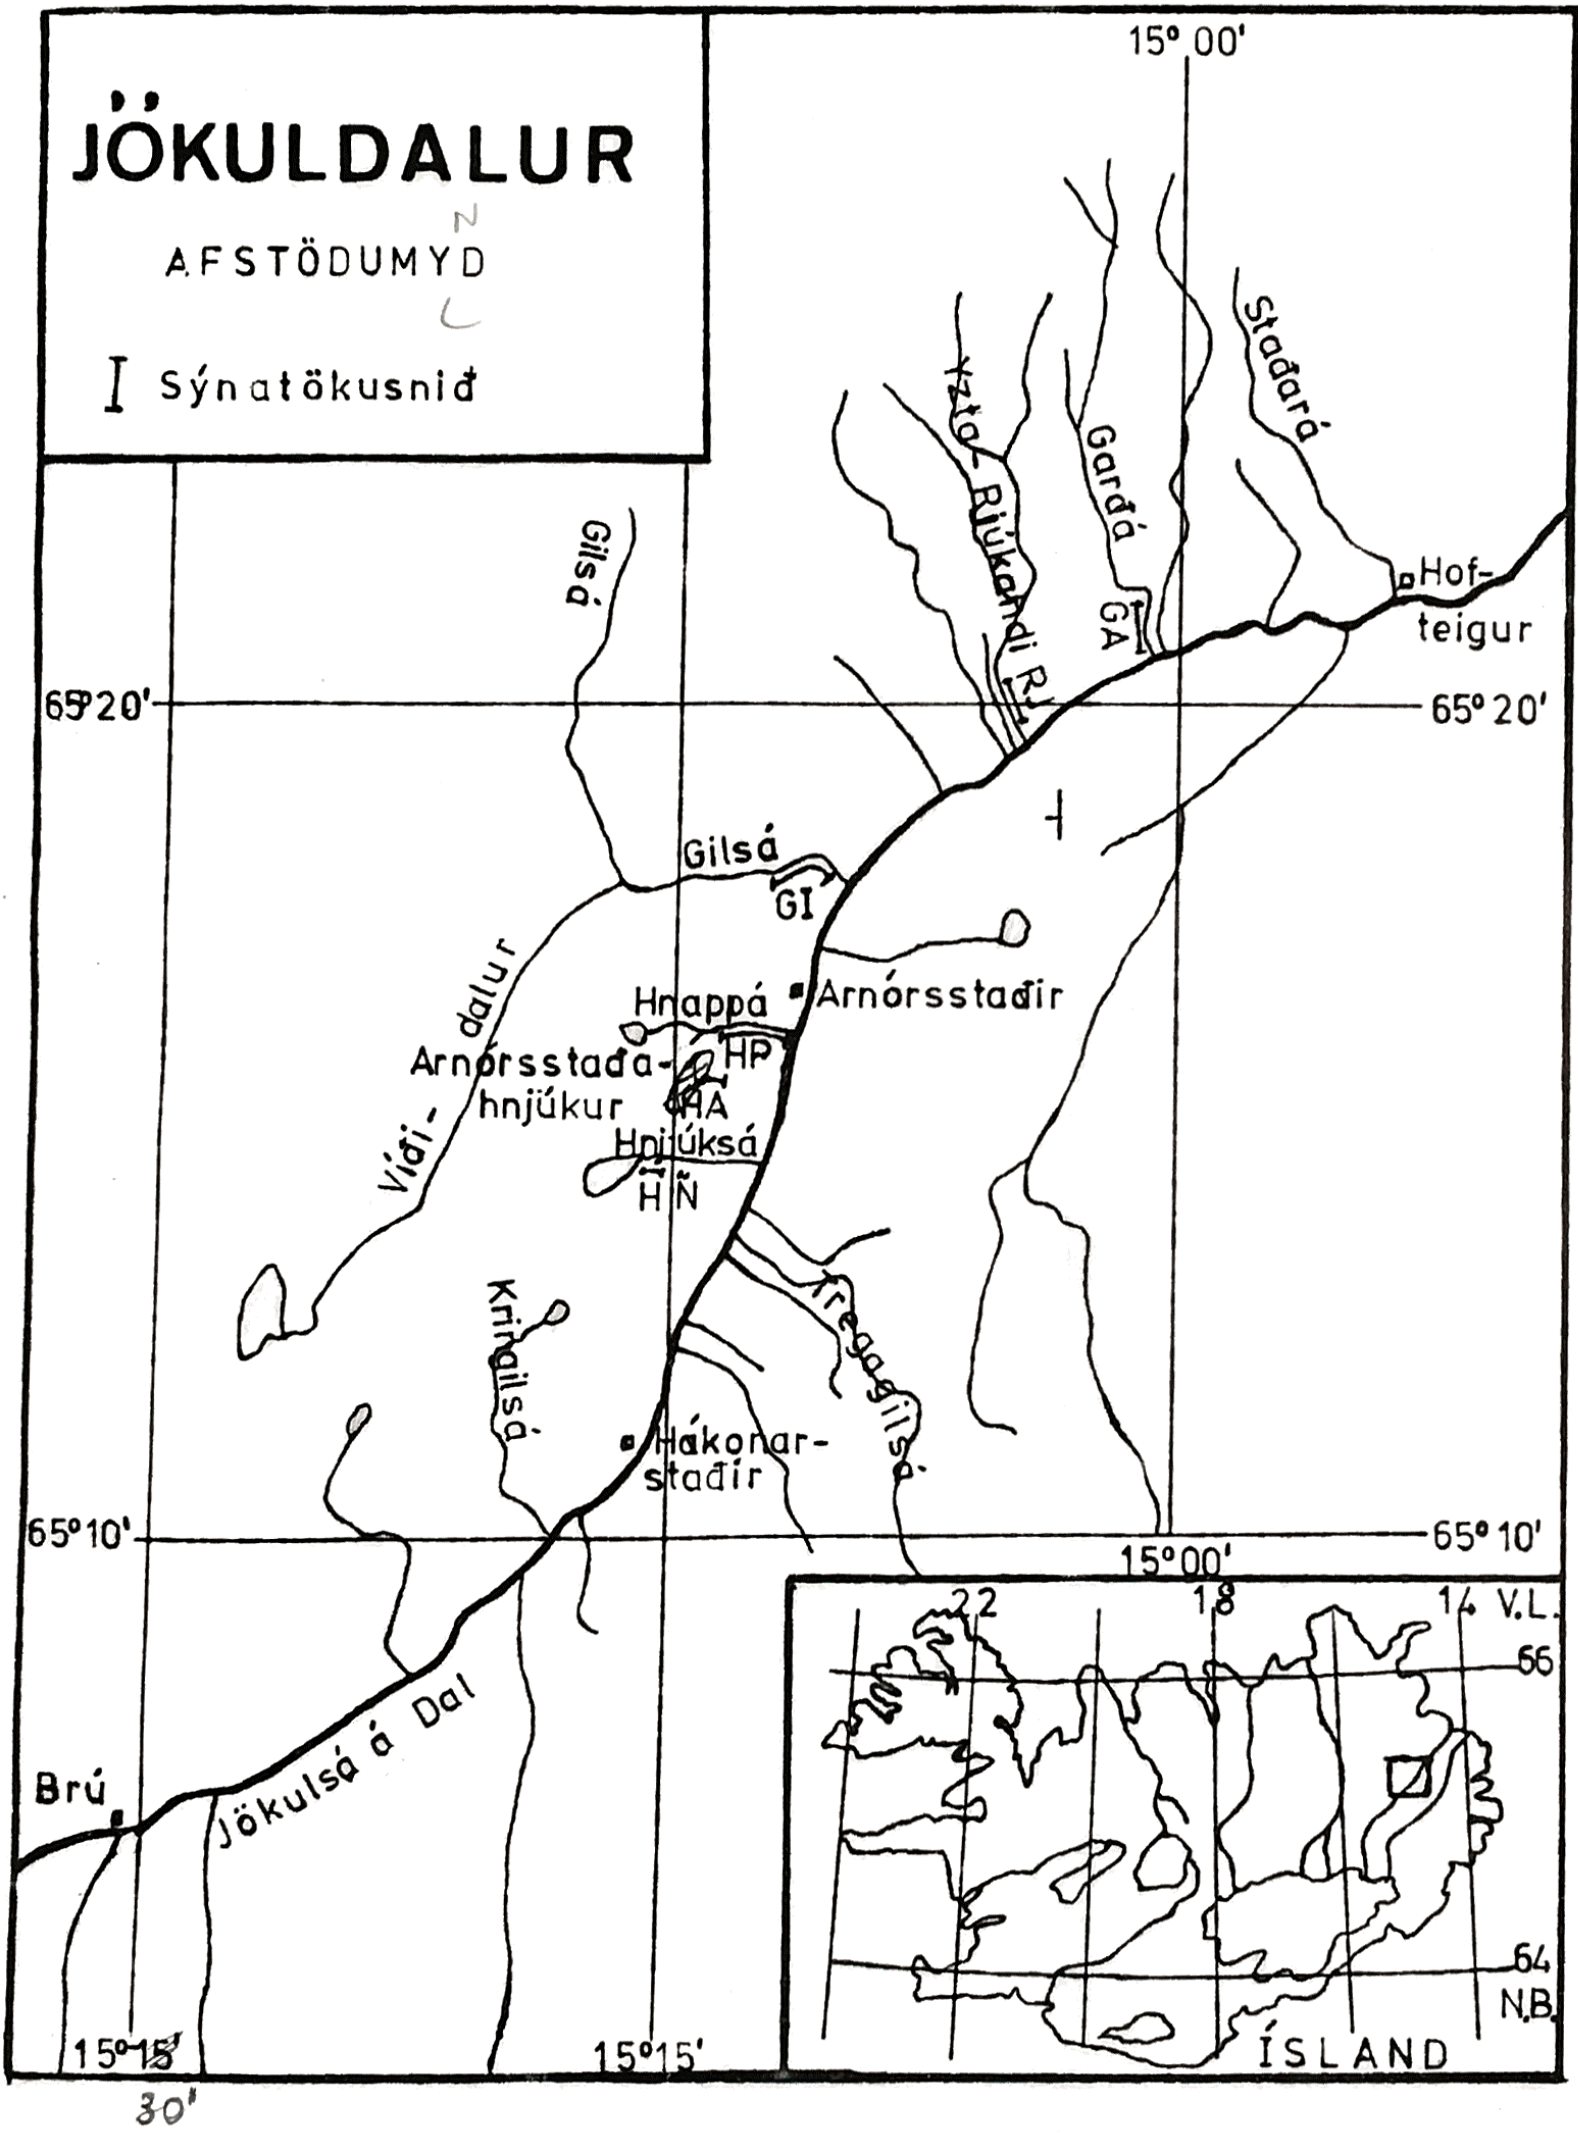 JÖKULDALUR
N
AFSTÖDUMYD
L
I Sýnatökusnið
15° 00'
Staðará
Yzta-Rjúkandi
Garðá
GA
RJ
Hof-
teigur
Gilsá
65°20'
65°20'
Gilsá
GI
Víði-
dalur
Hnappá
HP
Arnórsstaðir
Arnórsstaða-
hnjúkur
HA
Hnjúksá
HÑ
Kringilsá
Tregagilsá
Hákonar-
staðir
65°10'
65°10'
15°00'
Jökulsá á Dal
Brú
15°15'
30'
15°15'
22
18
14 V.L.
66
64
N.B.
ÍSLAND